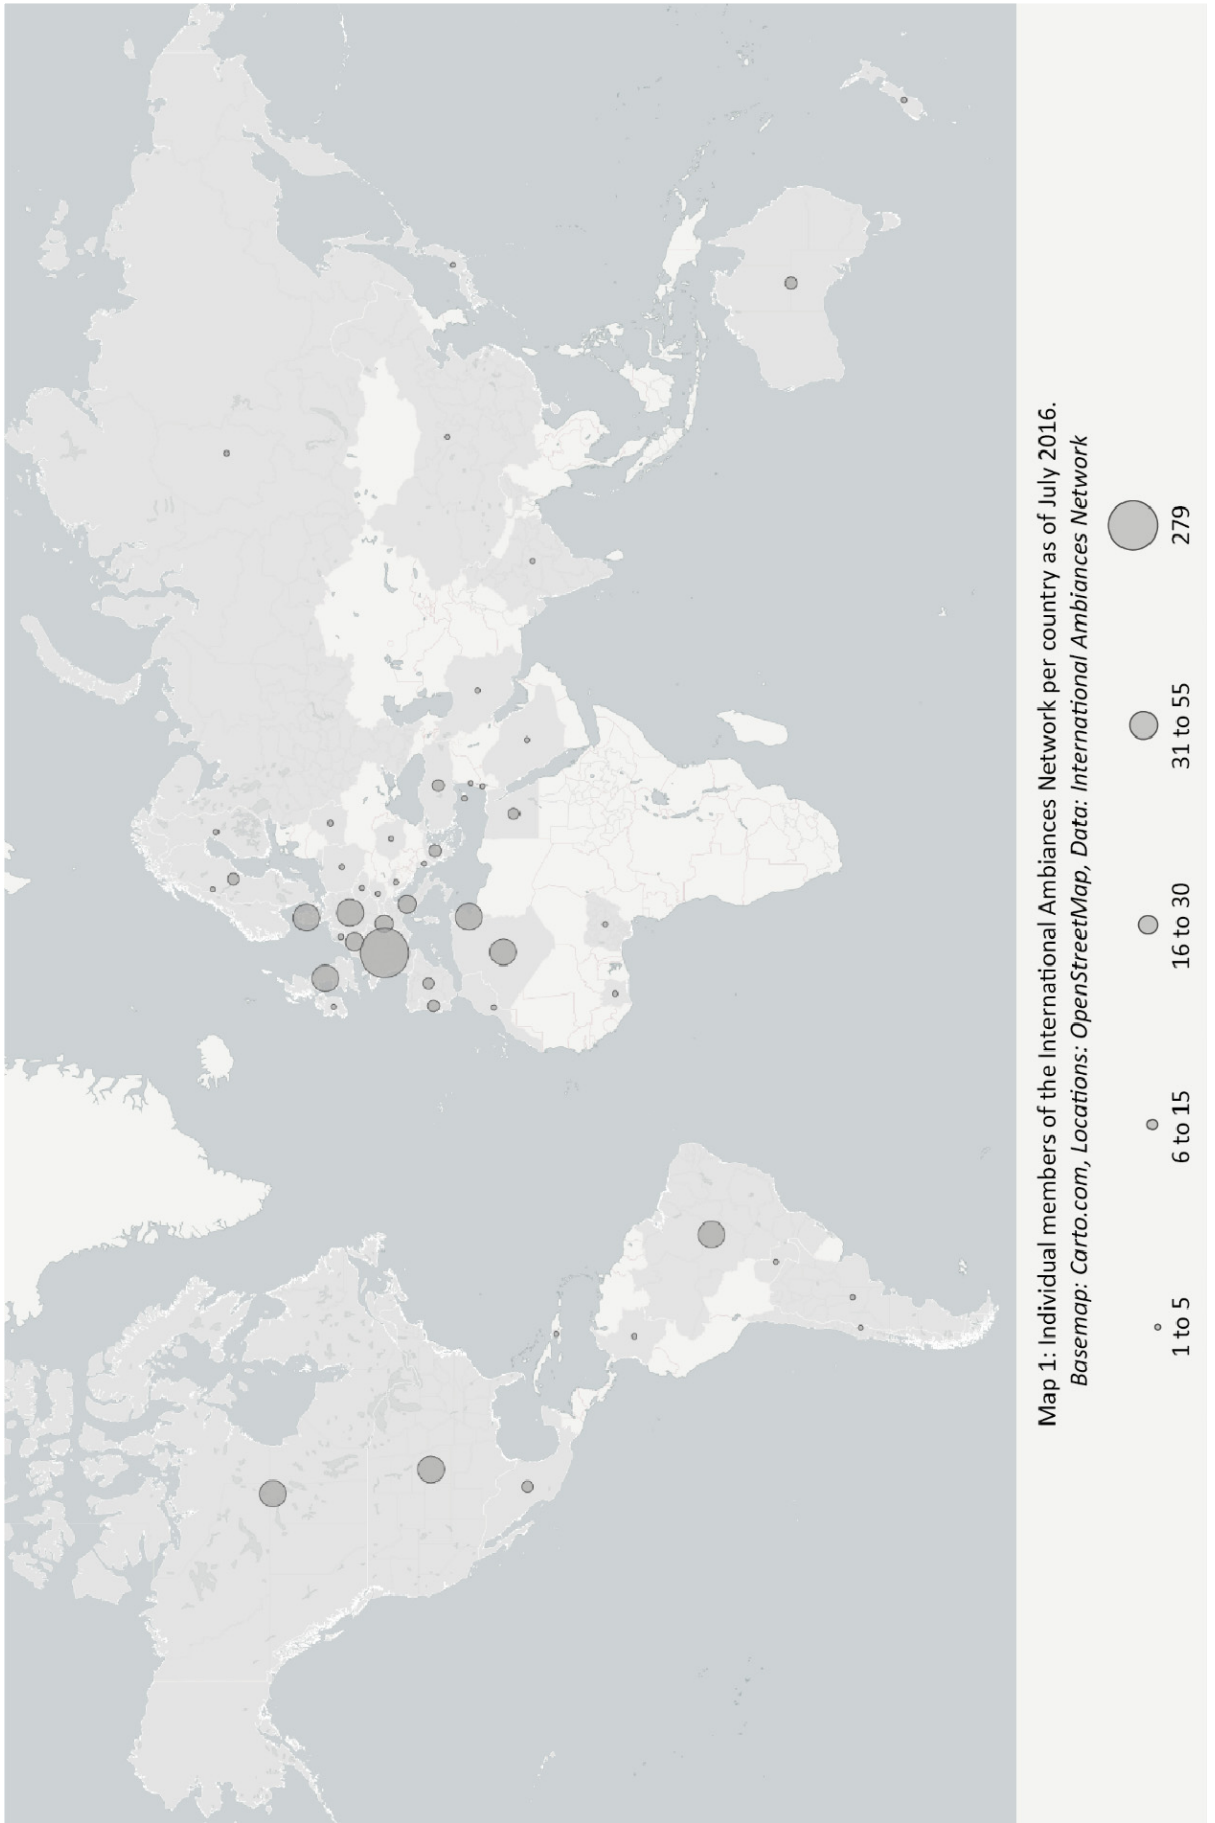 Map 1: Individual members of the International Ambiances Network per country as of July 2016.
Basemap: Carto.com, Locations: OpenStreetMap, Data: International Ambiances Network
1 to 5
6 to 15
16 to 30
31 to 55
279